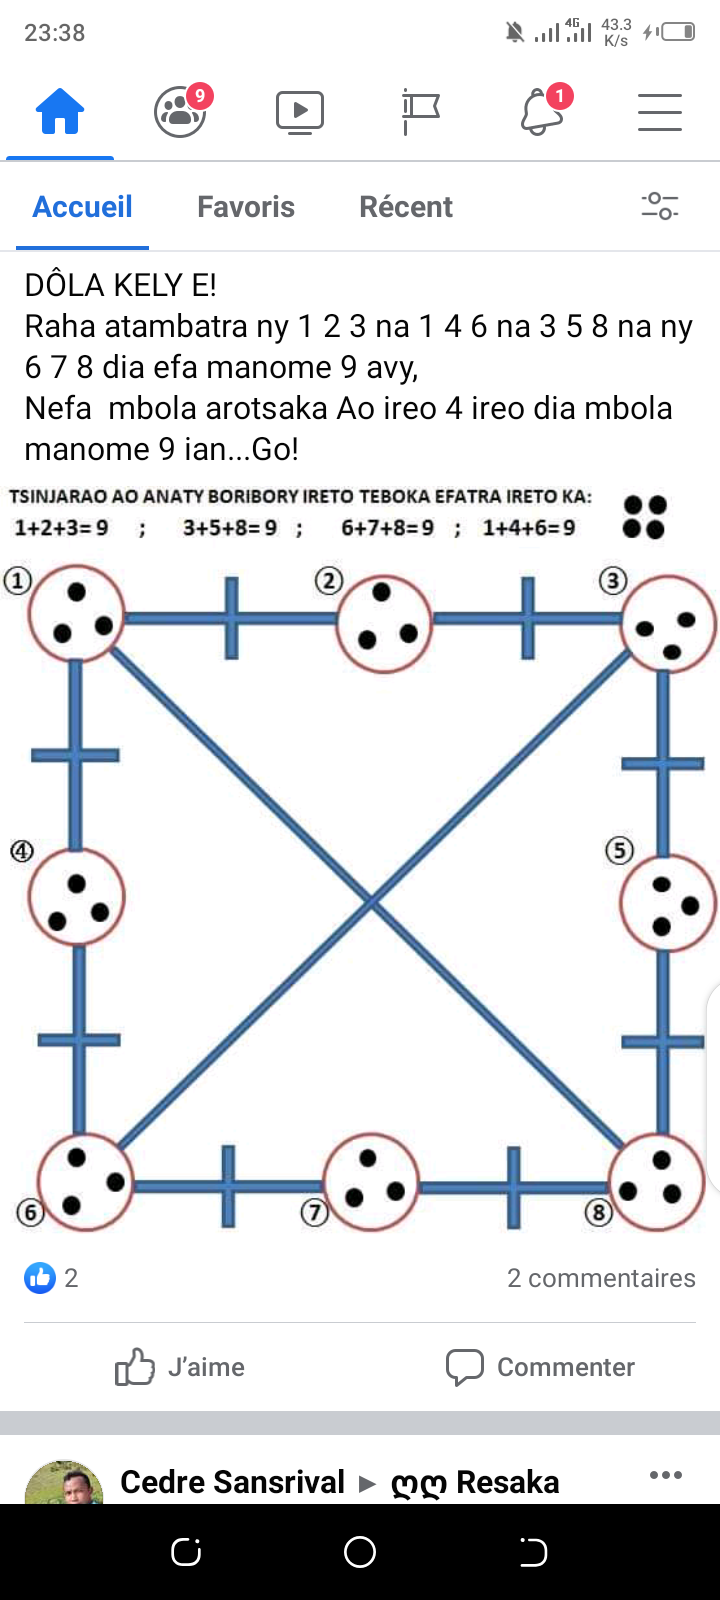 23:38
4G
43.3
K/s
9
1
Accueil Favoris Récent
DÔLA KELY E!
Raha atambatra ny 1 2 3 na 1 4 6 na 3 5 8 na ny
6 7 8 dia efa manome 9 avy,
Nefa  mbola arotsaka Ao ireo 4 ireo dia mbola
manome 9 ian...Go!
TSINJARAO AO ANATY BORIBORY IRETO TEBOKA EFATRA IRETO KA:
1+2+3= 9 ; 3+5+8= 9 ; 6+7+8=9 ; 1+4+6=9
① ② ③
④ ⑤
⑥ ⑦ ⑧
2 2 commentaires
J’aime Commenter
Cedre Sansrival ▸ ღღ Resaka